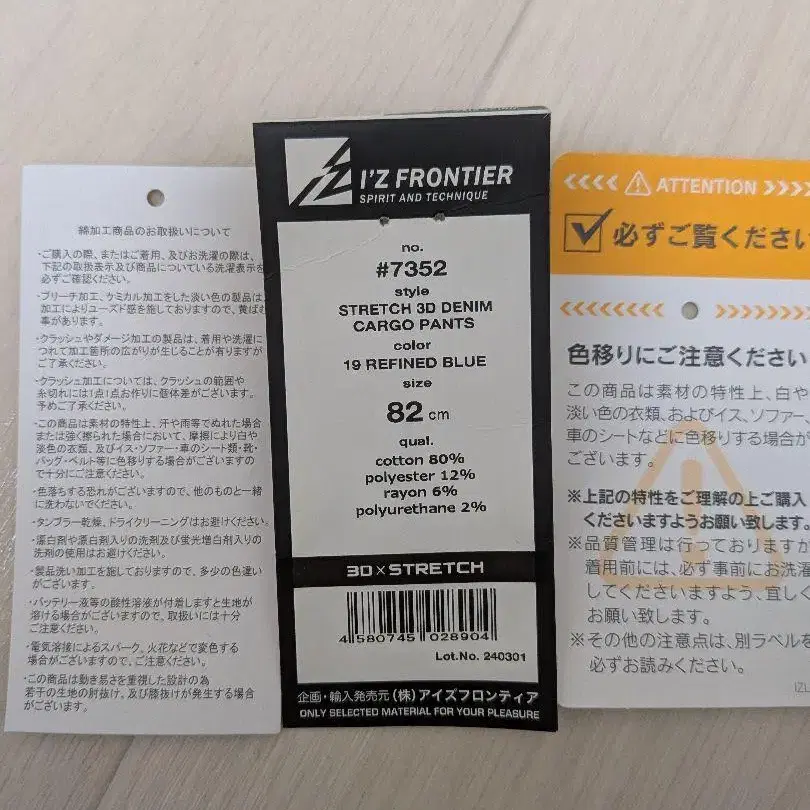 綿加工商品のお取扱いについて
・ご購入の際、またはご着用、及びお洗濯の際は、
下記の取扱表示及び商品についている洗濯表示を
必ずご確認ください。
・ブリーチ加工、ケミカル加工をした淡い色の製品は
加工によりユーズド感を施しておりますので、黄ばむ
事があります。
・クラッシュやダメージ加工の製品は、着用や洗濯に
つれて加工箇所の広がりが生じることが有りますが
ご了承ください。
・クラッシュ加工については、クラッシュの範囲や
糸切れには1点1点お作りに個体差がございます。
予めご了承ください。
・この商品は素材の特性上、汗や雨等でぬれた場合
または強く擦られた場合において、摩擦により白や
淡色の衣類、及びイス・ソファー・車のシート類・靴・
バッグ・ベルト等に色移りする場合がございますの
で十分にご注意ください。
・色落ちする恐れがございますので、他のものと一緒
に洗わないでください。
・タンブラー乾燥、ドライクリーニングはお避けください。
・漂白剤や漂白剤入りの洗剤及び蛍光増白剤入りの
洗剤の使用はお避けください。
・製品洗い加工を施しておりますので、多少の色違い
がございます。
・バッテリー液等の酸性溶液が付着しますと生地が
溶ける場合がございますので、取扱いには十分
ご注意ください。
・電気溶接によるスパーク、火花などで変色する
場合がございますので、ご注意ください。
・この商品は動き易さを重視した設計の為
若干の生地の肘抜け、及び膝抜けが発生する場合
がございます。
I'Z FRONTIER
SPIRIT AND TECHNIQUE
no.
#7352
style
STRETCH 3D DENIM
CARGO PANTS
color
19 REFINED BLUE
size
82 cm
qual.
cotton 80%
polyester 12%
rayon 6%
polyurethane 2%
3D×STRETCH
4 580745 028904
Lot.No. 240301
企画・輸入発売元 (株)アイズフロンティア
ONLY SELECTED MATERIAL FOR YOUR PLEASURE
<<<< ATTENTION >>>>
必ずご覧ください
<<<<<<<< >>>>>>>>
色移りにご注意ください
この商品は素材の特性上、白や
淡い色の衣類、およびイス、ソファー、
車のシートなどに色移りする場合が
ございます。
※上記の特性をご理解の上ご購入
くださいますようお願い致します。
※品質管理は行っておりますが
着用前には、必ず事前にお洗濯
してくださいますよう、宜しく
お願い致します。
※その他の注意点は、別ラベルを
必ずお読みください。
IZL